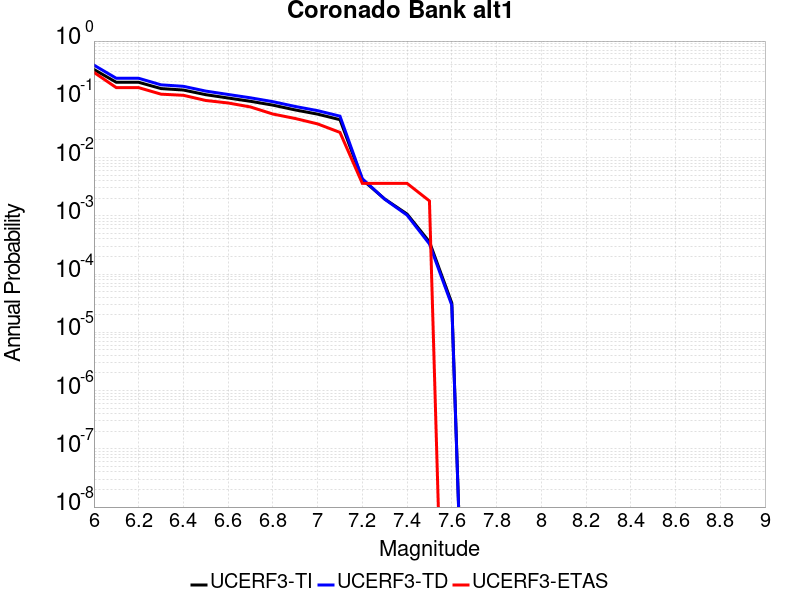 Coronado Bank alt1
10^0
10^-1
10^-2
10^-3
10^-4
10^-5
10^-6
10^-7
10^-8
Annual Probability
6 6.2 6.4 6.6 6.8 7 7.2 7.4 7.6 7.8 8 8.2 8.4 8.6 8.8 9
Magnitude
UCERF3-TI UCERF3-TD UCERF3-ETAS